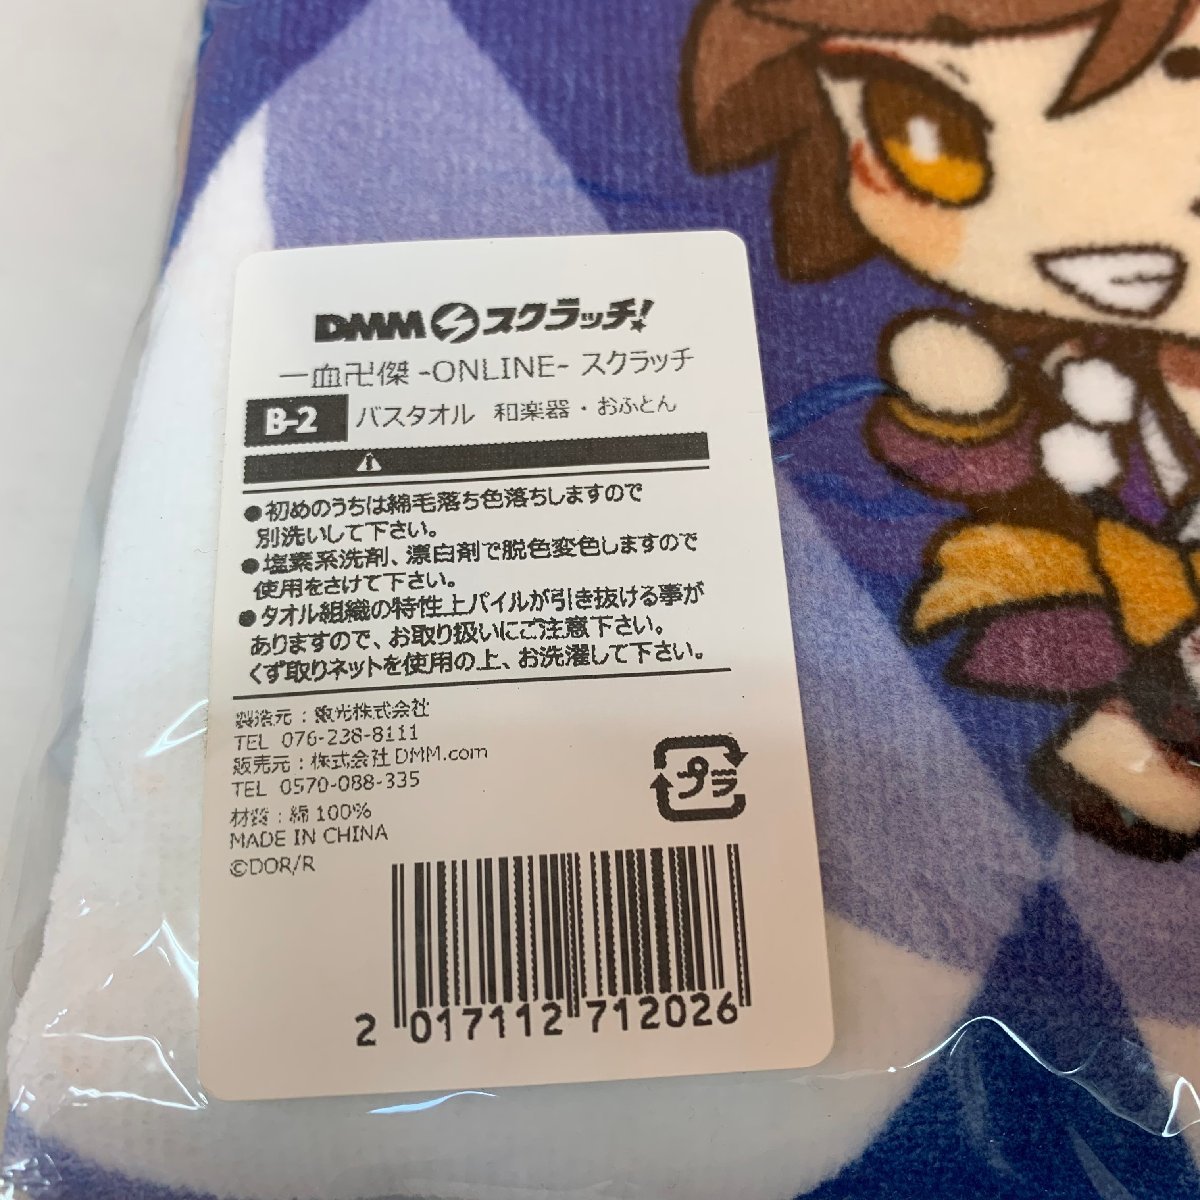 DMM スクラッチ!
一血卍傑 -ONLINE- スクラッチ
B-2 バスタオル 和楽器・おふとん
●初めのうちは綿毛落ち色落ちしますので
別洗いして下さい。
●塩素系洗剤、漂白剤で脱色変色しますので
使用をさけて下さい。
●タオル組織の特性上パイルが引き抜ける事が
ありますので、お取り扱いにご注意下さい。
くず取りネットを使用の上、お洗濯して下さい。
製造元：光株式会社
TEL 076-238-8111
販売元：株式会社DMM.com
TEL 0570-088-335
材質：綿100%
MADE IN CHINA
©DOR/R
プラ
2 017112 712026